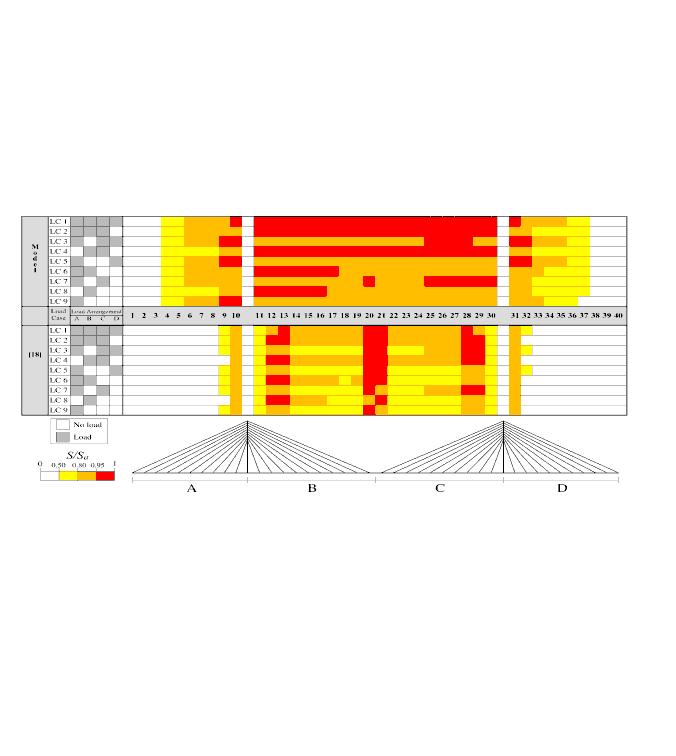 Model
LC 1
LC 2
LC 3
LC 4
LC 5
LC 6
LC 7
LC 8
LC 9
Load Case Load Arrangement 1 2 3 4 5 6 7 8 9 10 11 12 13 14 15 16 17 18 19 20 21 22 23 24 25 26 27 28 29 30 31 32 33 34 35 36 37 38 39 40
A B C D
[18]
LC 1
LC 2
LC 3
LC 4
LC 5
LC 6
LC 7
LC 8
LC 9
No load
Load
S/Sa
0 0.50 0.80 0.95 1
A B C D